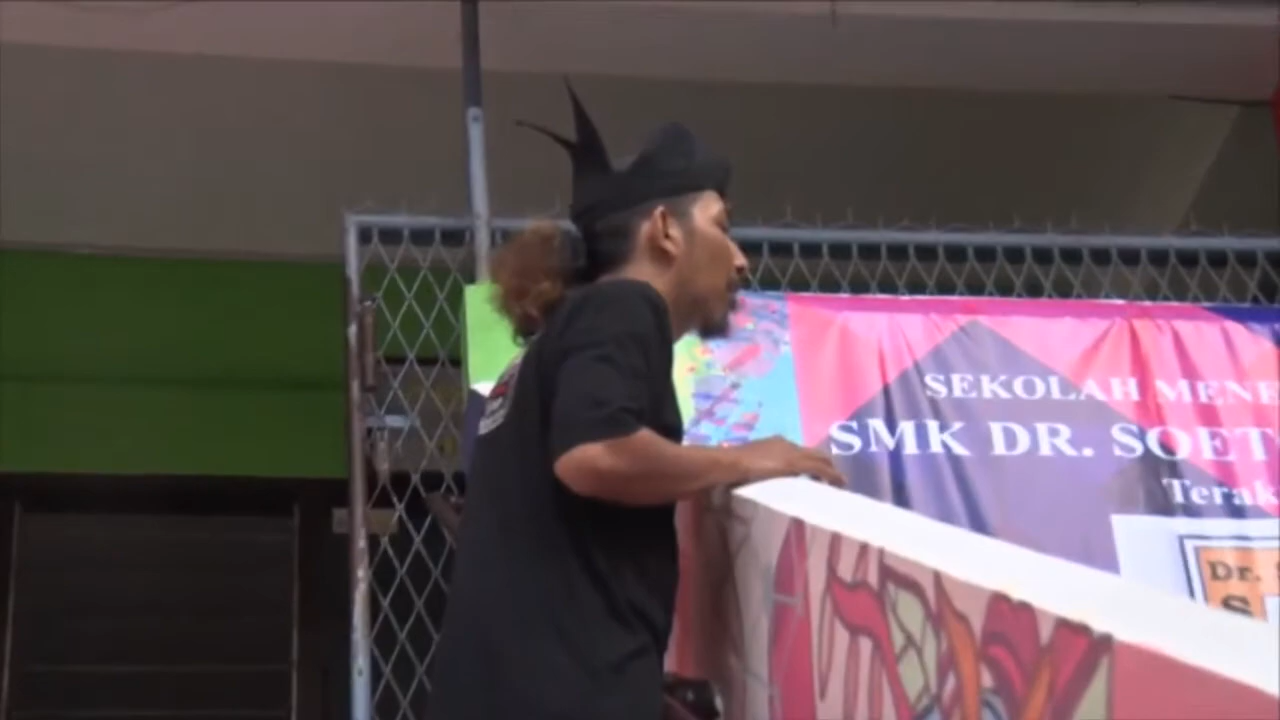 SEKOLAH MENE
SMK DR. SOET
Terak
Dr.
S